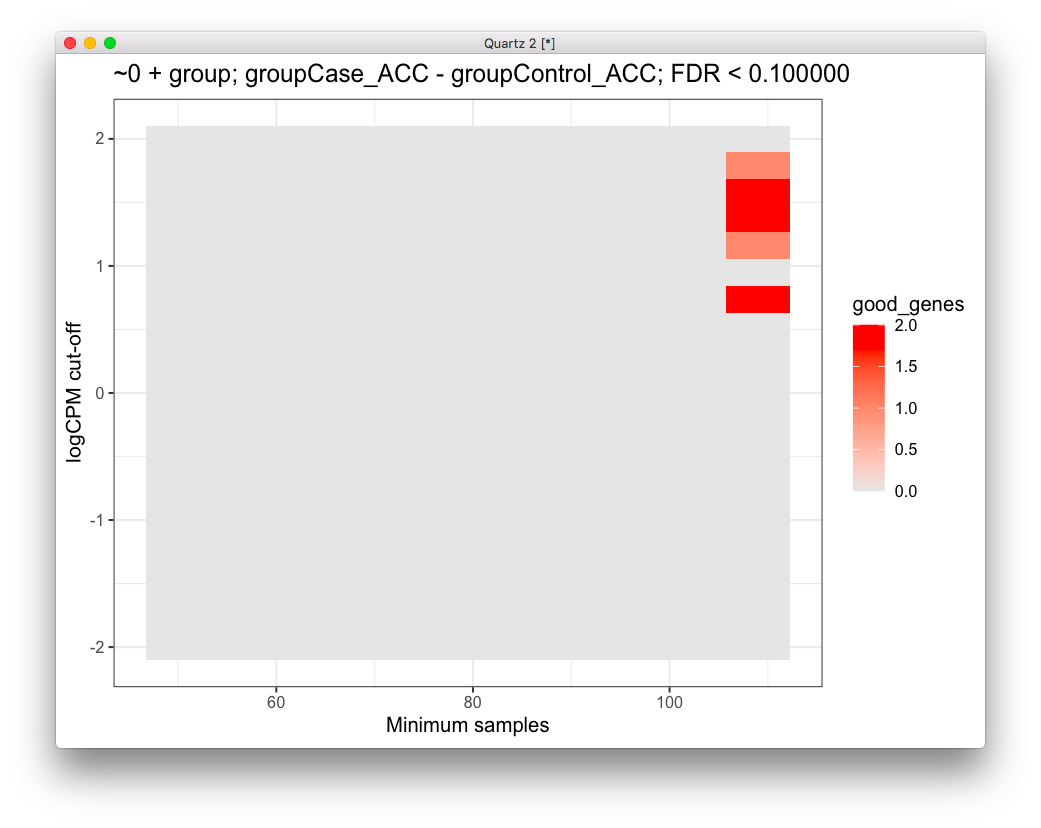 Quartz 2 [*]
~0 + group; groupCase_ACC - groupControl_ACC; FDR < 0.100000
2
1
0
-1
-2
logCPM cut-off
60 80 100
Minimum samples
good_genes
2.0
1.5
1.0
0.5
0.0